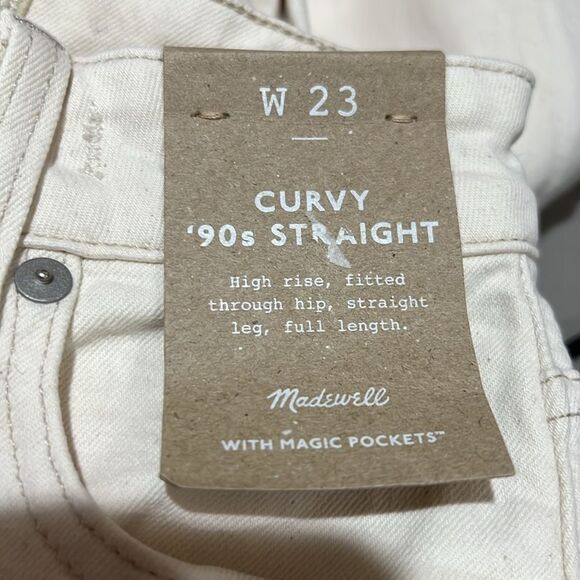 W 23
CURVY
'90s STRAIGHT
High rise, fitted
through hip, straight
leg, full length.
Madewell
WITH MAGIC POCKETS™